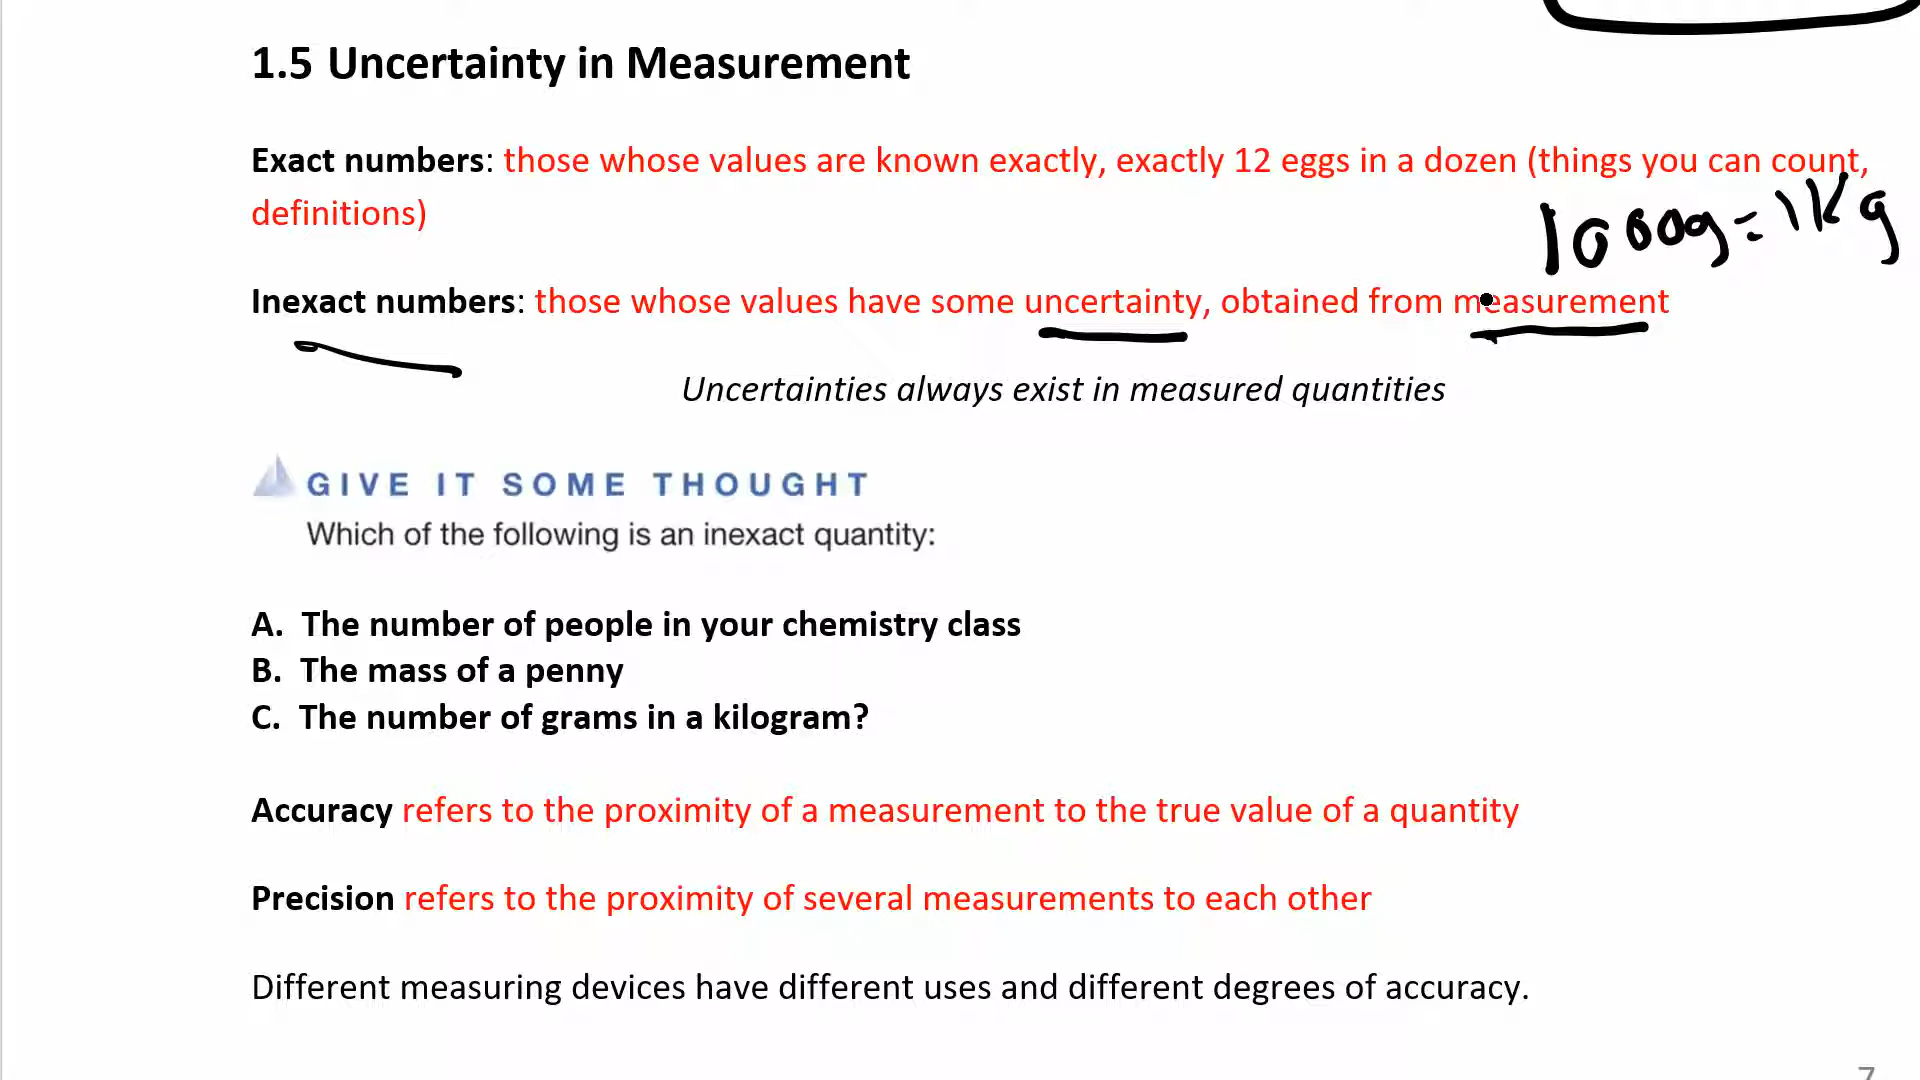 1.5 Uncertainty in Measurement
Exact numbers: those whose values are known exactly, exactly 12 eggs in a dozen (things you can count,
definitions)
1000g = 1kg
Inexact numbers: those whose values have some uncertainty, obtained from measurement
Uncertainties always exist in measured quantities
GIVE IT SOME THOUGHT
Which of the following is an inexact quantity:
A. The number of people in your chemistry class
B. The mass of a penny
C. The number of grams in a kilogram?
Accuracy refers to the proximity of a measurement to the true value of a quantity
Precision refers to the proximity of several measurements to each other
Different measuring devices have different uses and different degrees of accuracy.
7